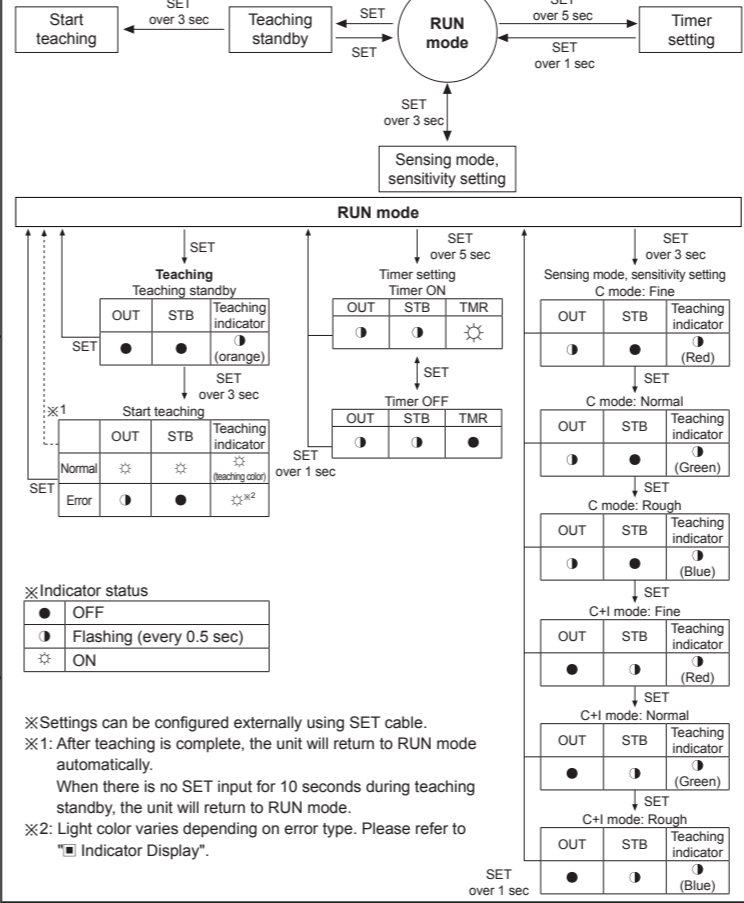 SET
over 3 sec
Start
teaching
Teaching
standby
SET
SET
RUN
mode
SET
over 5 sec
SET
over 1 sec
Timer
setting
SET
over 3 sec
Sensing mode,
sensitivity setting
RUN mode
SET
Teaching
Teaching standby
OUT STB Teaching indicator
● ● ◑ (orange)
SET
SET
over 3 sec
※1
Start teaching
OUT STB Teaching indicator
Normal ☼ ☼ ☼ (teaching color)
Error ◑ ● ☼※2
SET
SET
over 5 sec
Timer setting
Timer ON
OUT STB TMR
◑ ◑ ☼
SET
Timer OFF
OUT STB TMR
◑ ◑ ●
SET
over 1 sec
SET
over 3 sec
Sensing mode, sensitivity setting
C mode: Fine
OUT STB Teaching indicator
◑ ● ◑ (Red)
SET
C mode: Normal
OUT STB Teaching indicator
◑ ● ◑ (Green)
SET
C mode: Rough
OUT STB Teaching indicator
◑ ● ◑ (Blue)
SET
C+I mode: Fine
OUT STB Teaching indicator
● ◑ ◑ (Red)
SET
C+I mode: Normal
OUT STB Teaching indicator
● ◑ ◑ (Green)
SET
C+I mode: Rough
OUT STB Teaching indicator
● ◑ ◑ (Blue)
SET
over 1 sec
※Indicator status
● OFF
◑ Flashing (every 0.5 sec)
☼ ON
※Settings can be configured externally using SET cable.
※1: After teaching is complete, the unit will return to RUN mode
automatically.
When there is no SET input for 10 seconds during teaching
standby, the unit will return to RUN mode.
※2: Light color varies depending on error type. Please refer to
"▣ Indicator Display".